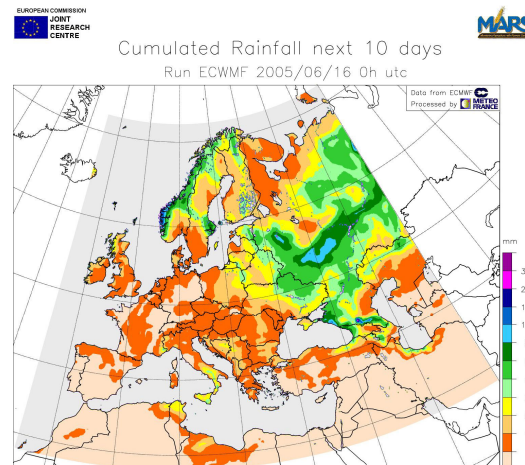 EUROPEAN COMMISSION
JOINT
RESEARCH
CENTRE
MARS
Cumulated Rainfall next 10 days
Run ECWMF 2005/06/16 0h utc
Data from ECMWF
Processed by METEO
FRANCE
mm